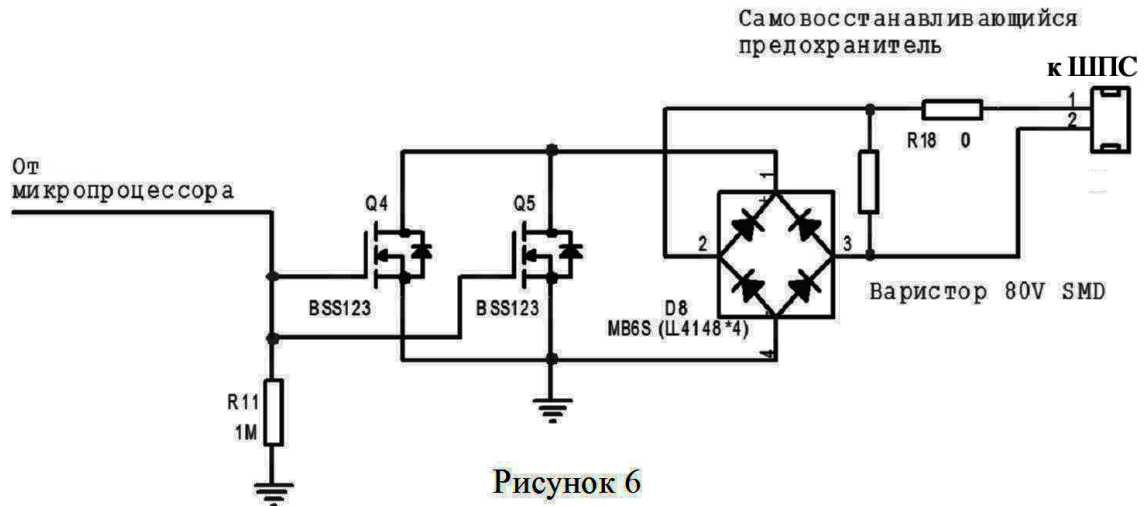 Самовосстанавливающийся
предохранитель
к ШПС
1
2
R18 0
От
микропроцессора
Q4
Q5
1
+
2
3
BSS123
BSS123
D8
MB6S (LL4148*4)
-
4
Варистор 80V SMD
R11
1M
Рисунок 6